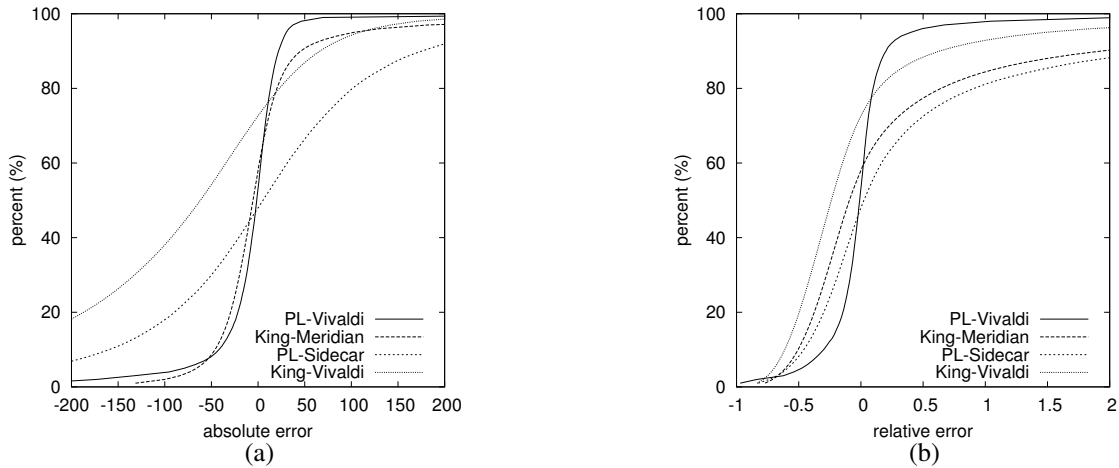 100
80
60
40
20
0
percent (%)
-200 -150 -100 -50 0 50 100 150 200
absolute error
PL-Vivaldi
King-Meridian
PL-Sidecar
King-Vivaldi
(a)
100
80
60
40
20
0
percent (%)
-1 -0.5 0 0.5 1 1.5 2
relative error
PL-Vivaldi
King-Meridian
PL-Sidecar
King-Vivaldi
(b)